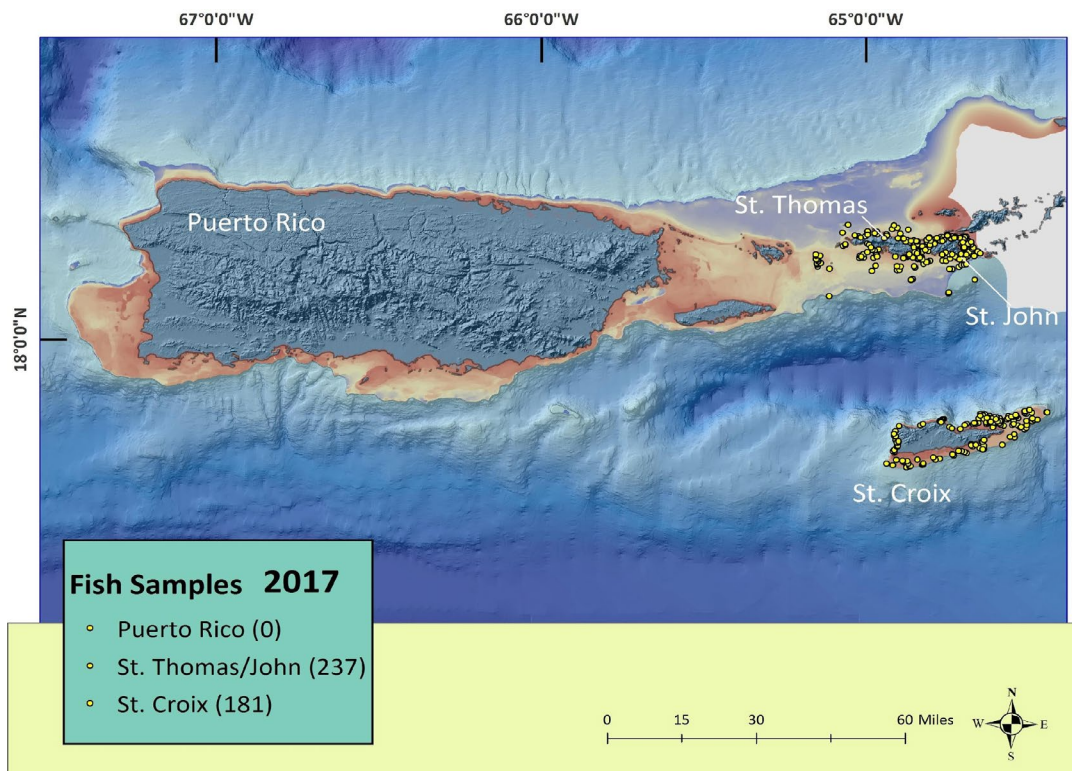 67°0'0"W 66°0'0"W 65°0'0"W
18°0'0"N
Puerto Rico
St. Thomas
St. John
St. Croix
Fish Samples 2017
Puerto Rico (0)
St. Thomas/John (237)
St. Croix (181)
0 15 30 60 Miles
N
W E
S